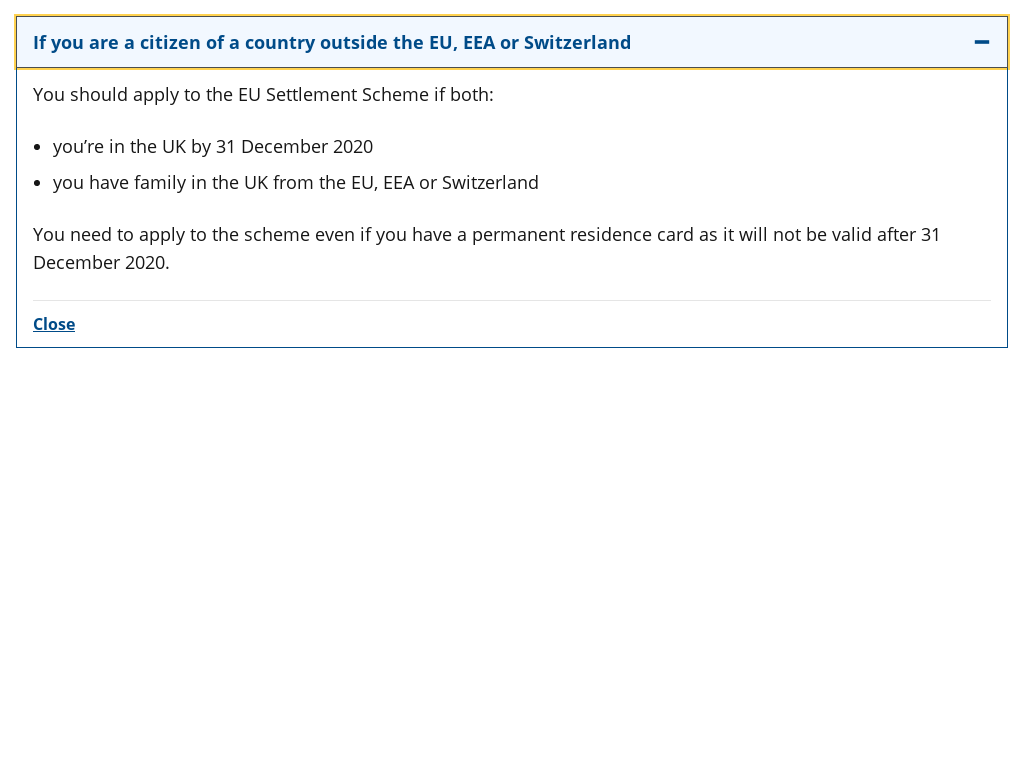 If you are a citizen of a country outside the EU, EEA or Switzerland
You should apply to the EU Settlement Scheme if both:
• you’re in the UK by 31 December 2020
• you have family in the UK from the EU, EEA or Switzerland
You need to apply to the scheme even if you have a permanent residence card as it will not be valid after 31
December 2020.
Close